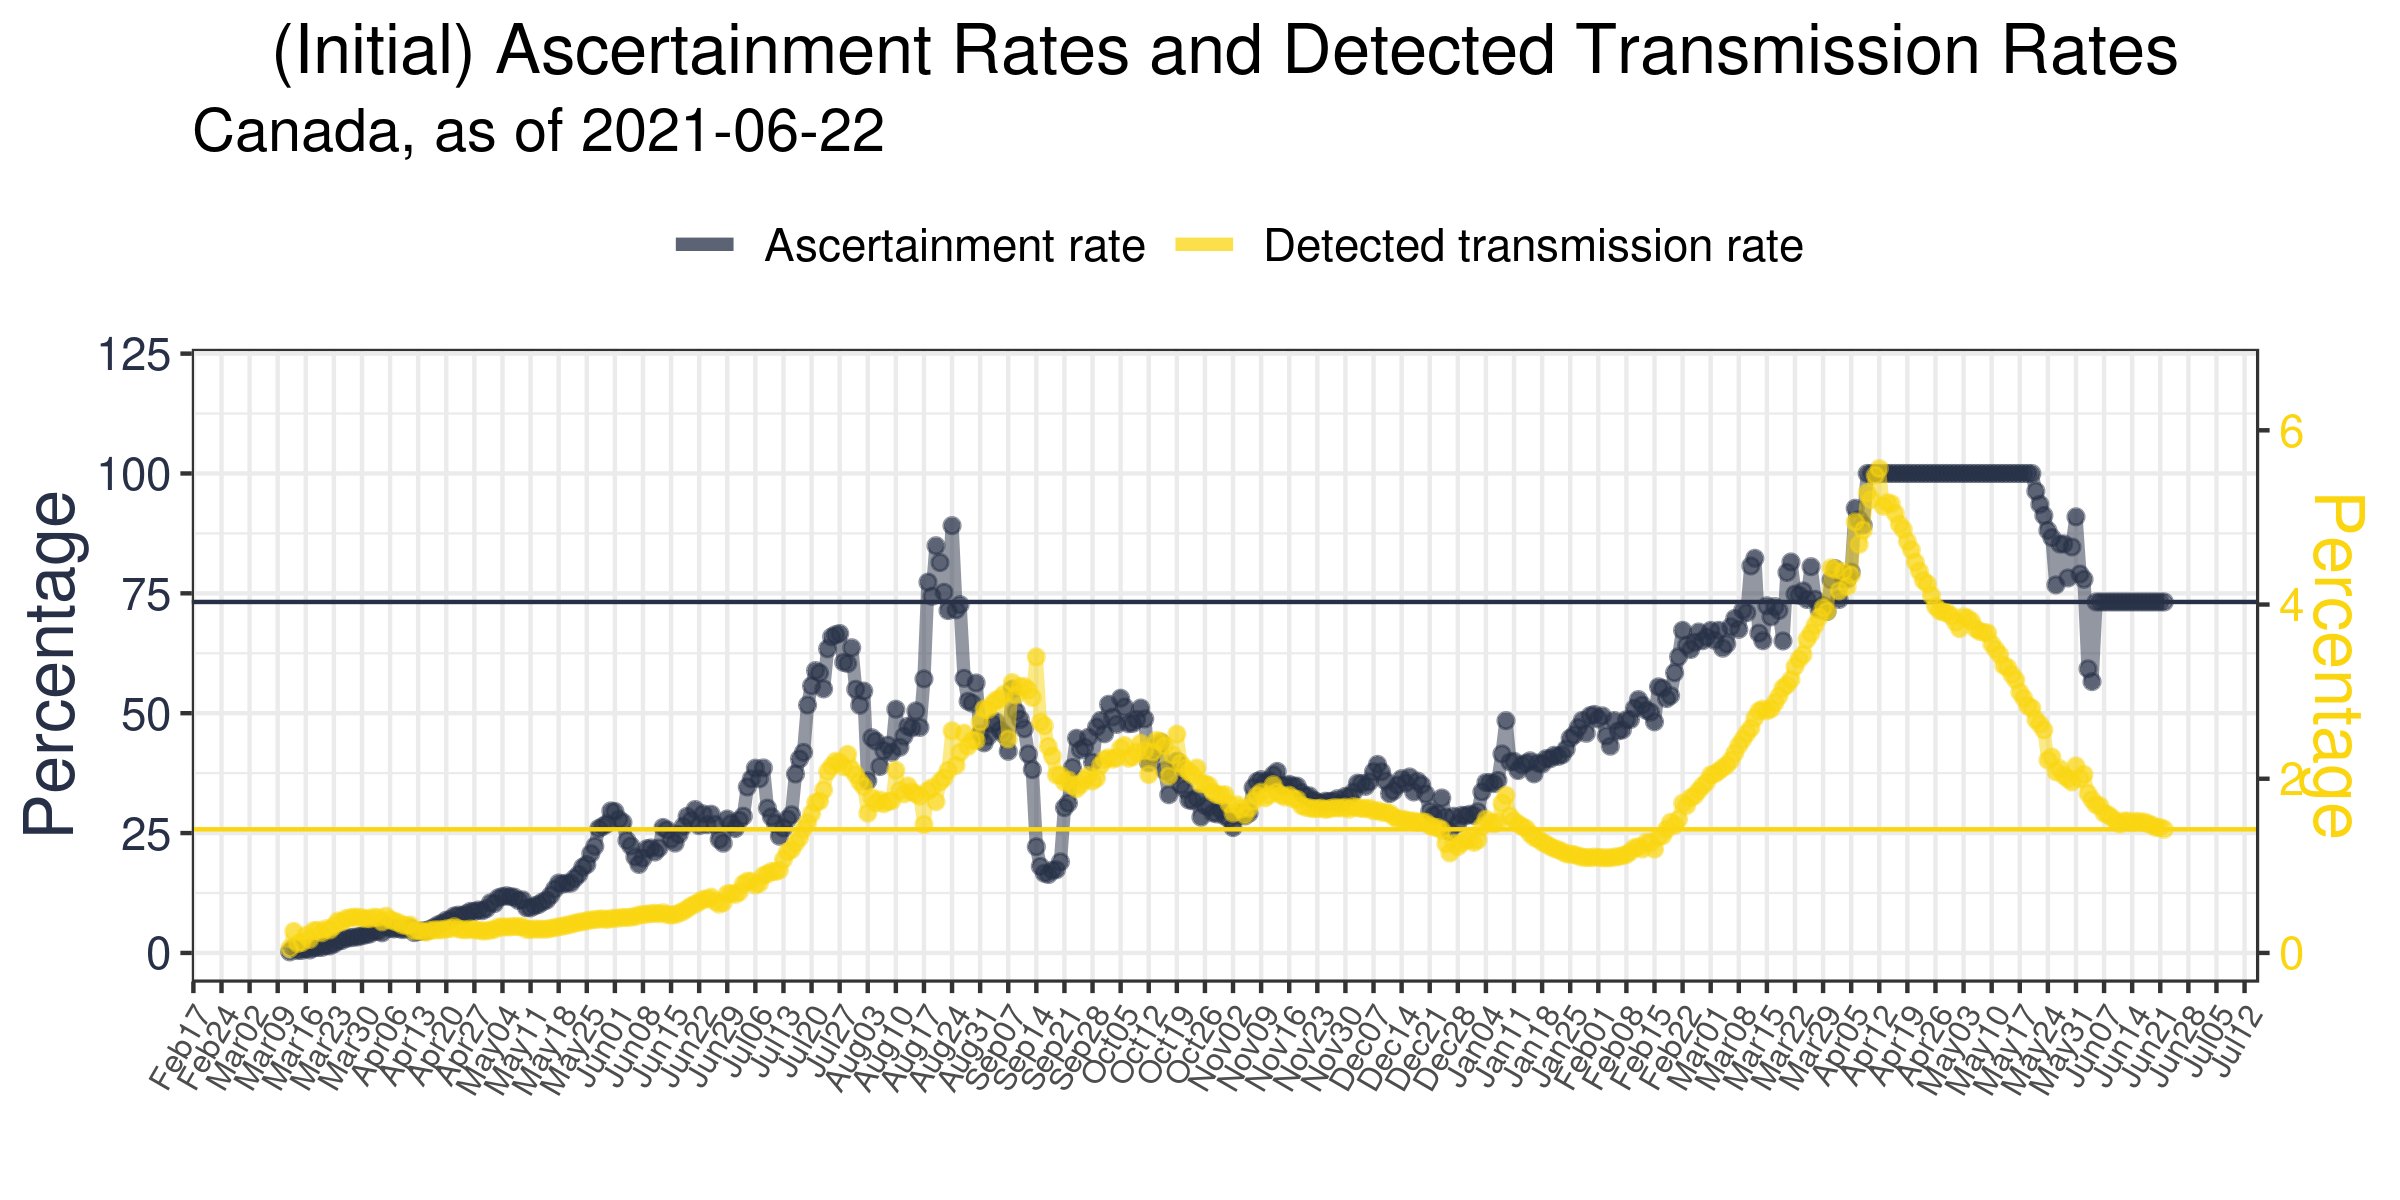 (Initial) Ascertainment Rates and Detected Transmission Rates
Canada, as of 2021-06-22
Ascertainment rate
Detected transmission rate
Percentage
125
100
75
50
25
0
6
4
2
0
Percentage
Feb17
Feb24
Mar02
Mar09
Mar16
Mar23
Mar30
Apr06
Apr13
Apr20
Apr27
May04
May11
May18
May25
Jun01
Jun08
Jun15
Jun22
Jun29
Jul06
Jul13
Jul20
Jul27
Aug03
Aug10
Aug17
Aug24
Aug31
Sep07
Sep14
Sep21
Sep28
Oct05
Oct12
Oct19
Oct26
Nov02
Nov09
Nov16
Nov23
Nov30
Dec07
Dec14
Dec21
Dec28
Jan04
Jan11
Jan18
Jan25
Feb01
Feb08
Feb15
Feb22
Mar01
Mar08
Mar15
Mar22
Mar29
Apr05
Apr12
Apr19
Apr26
May03
May10
May17
May24
May31
Jun07
Jun14
Jun21
Jun28
Jul05
Jul12